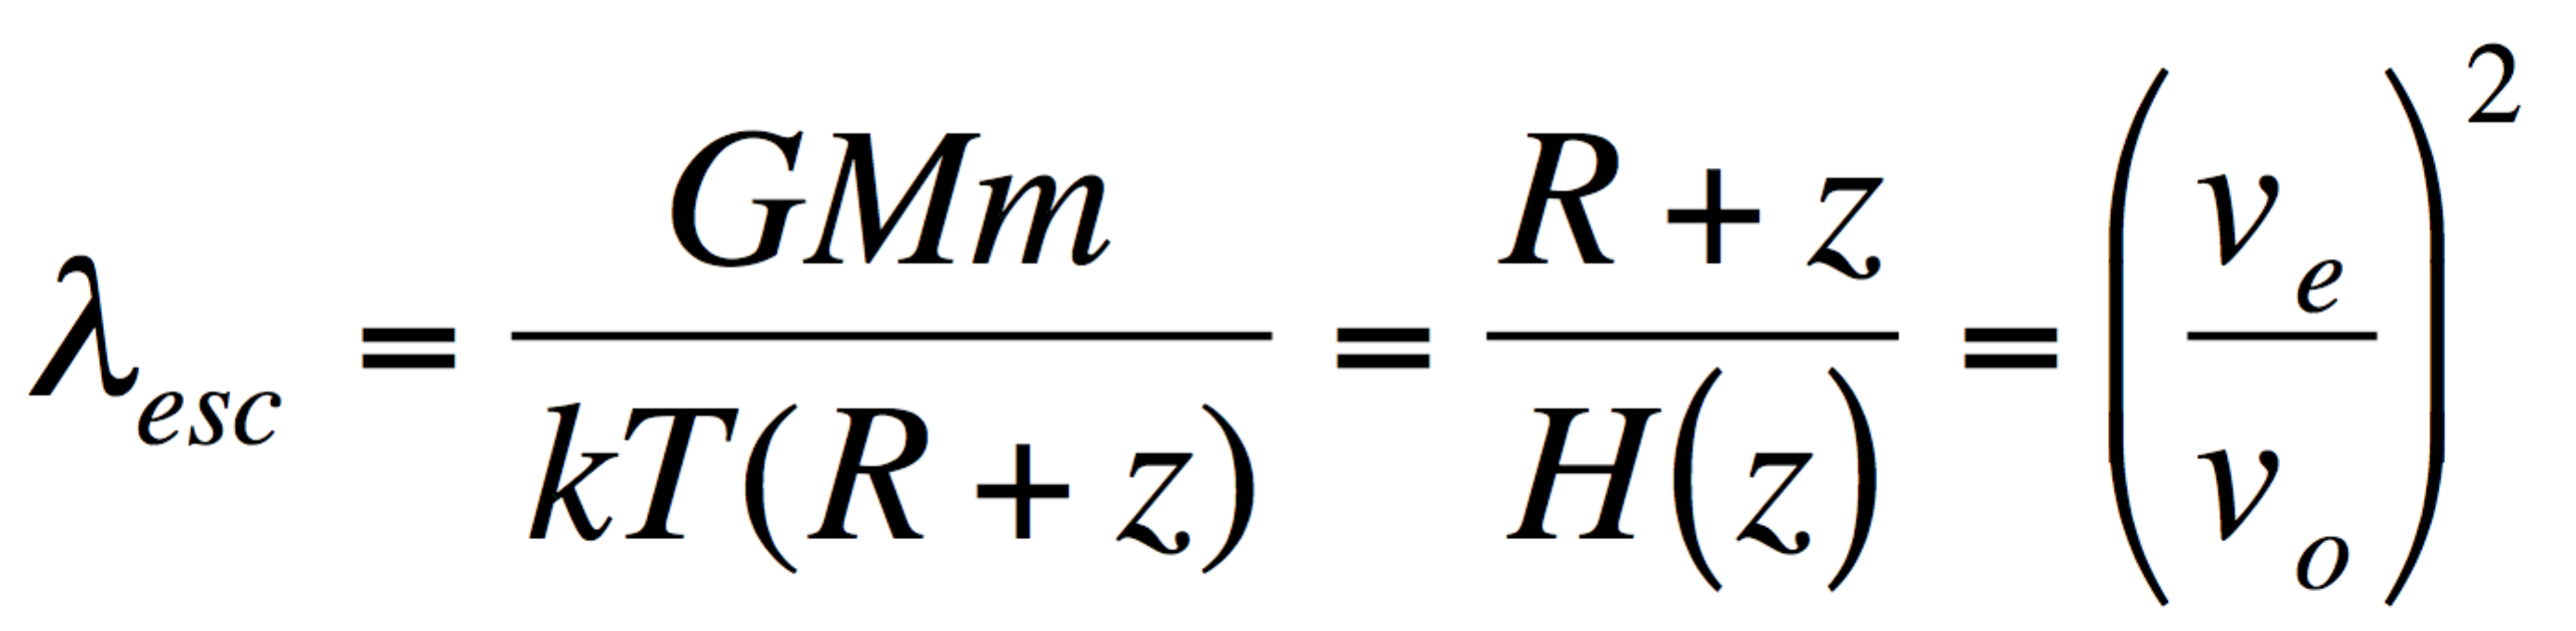 λ_esc = GMm / kT(R + z) = (R + z) / H(z) = (v_e / v_o)^2